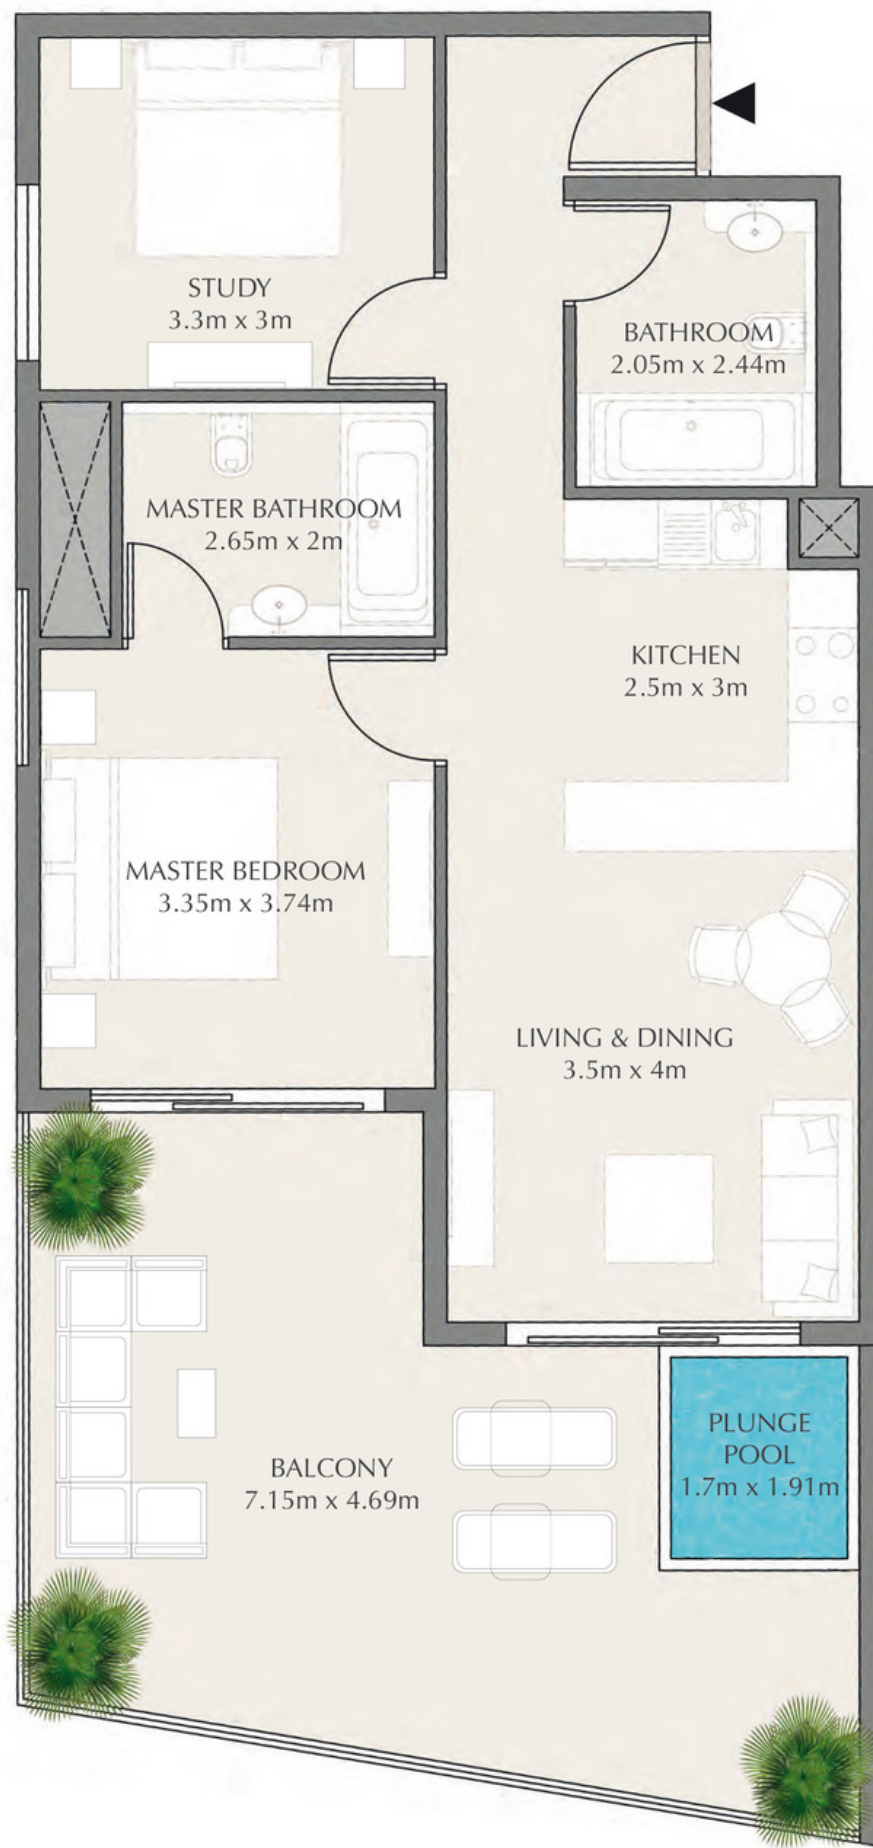 STUDY
3.3m x 3m
BATHROOM
2.05m x 2.44m
MASTER BATHROOM
2.65m x 2m
KITCHEN
2.5m x 3m
MASTER BEDROOM
3.35m x 3.74m
LIVING & DINING
3.5m x 4m
PLUNGE
POOL
1.7m x 1.91m
BALCONY
7.15m x 4.69m